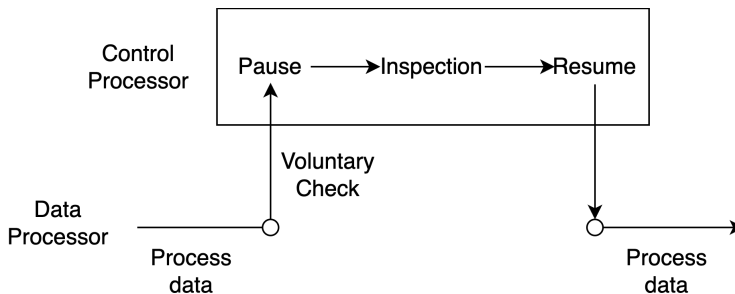 Control
Processor
Pause
Inspection
Resume
Voluntary
Check
Data
Processor
Process
data
Process
data